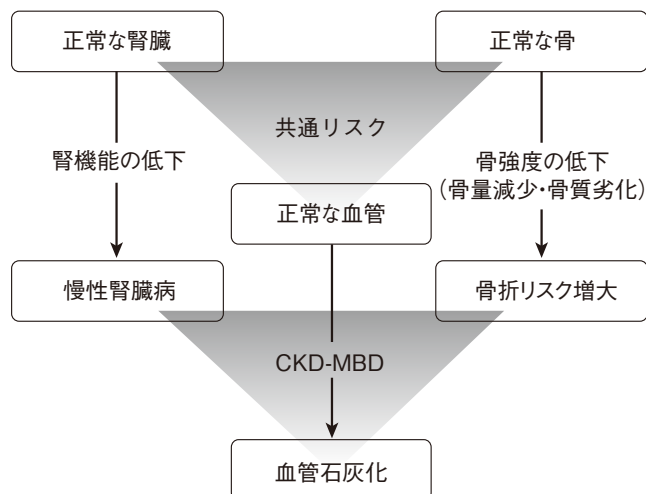 正常な腎臓
正常な骨
共通リスク
腎機能の低下
骨強度の低下
(骨量減少・骨質劣化)
正常な血管
慢性腎臓病
骨折リスク増大
CKD-MBD
血管石灰化